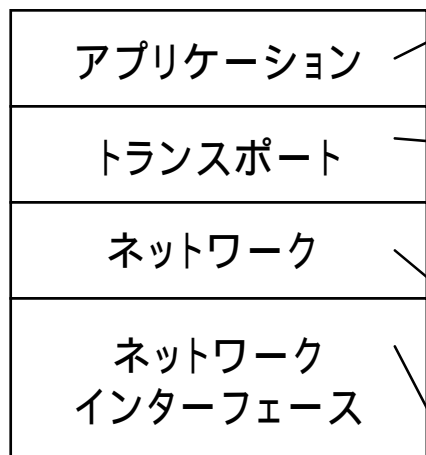 アプリケーション
トランスポート
ネットワーク
ネットワーク
インターフェース